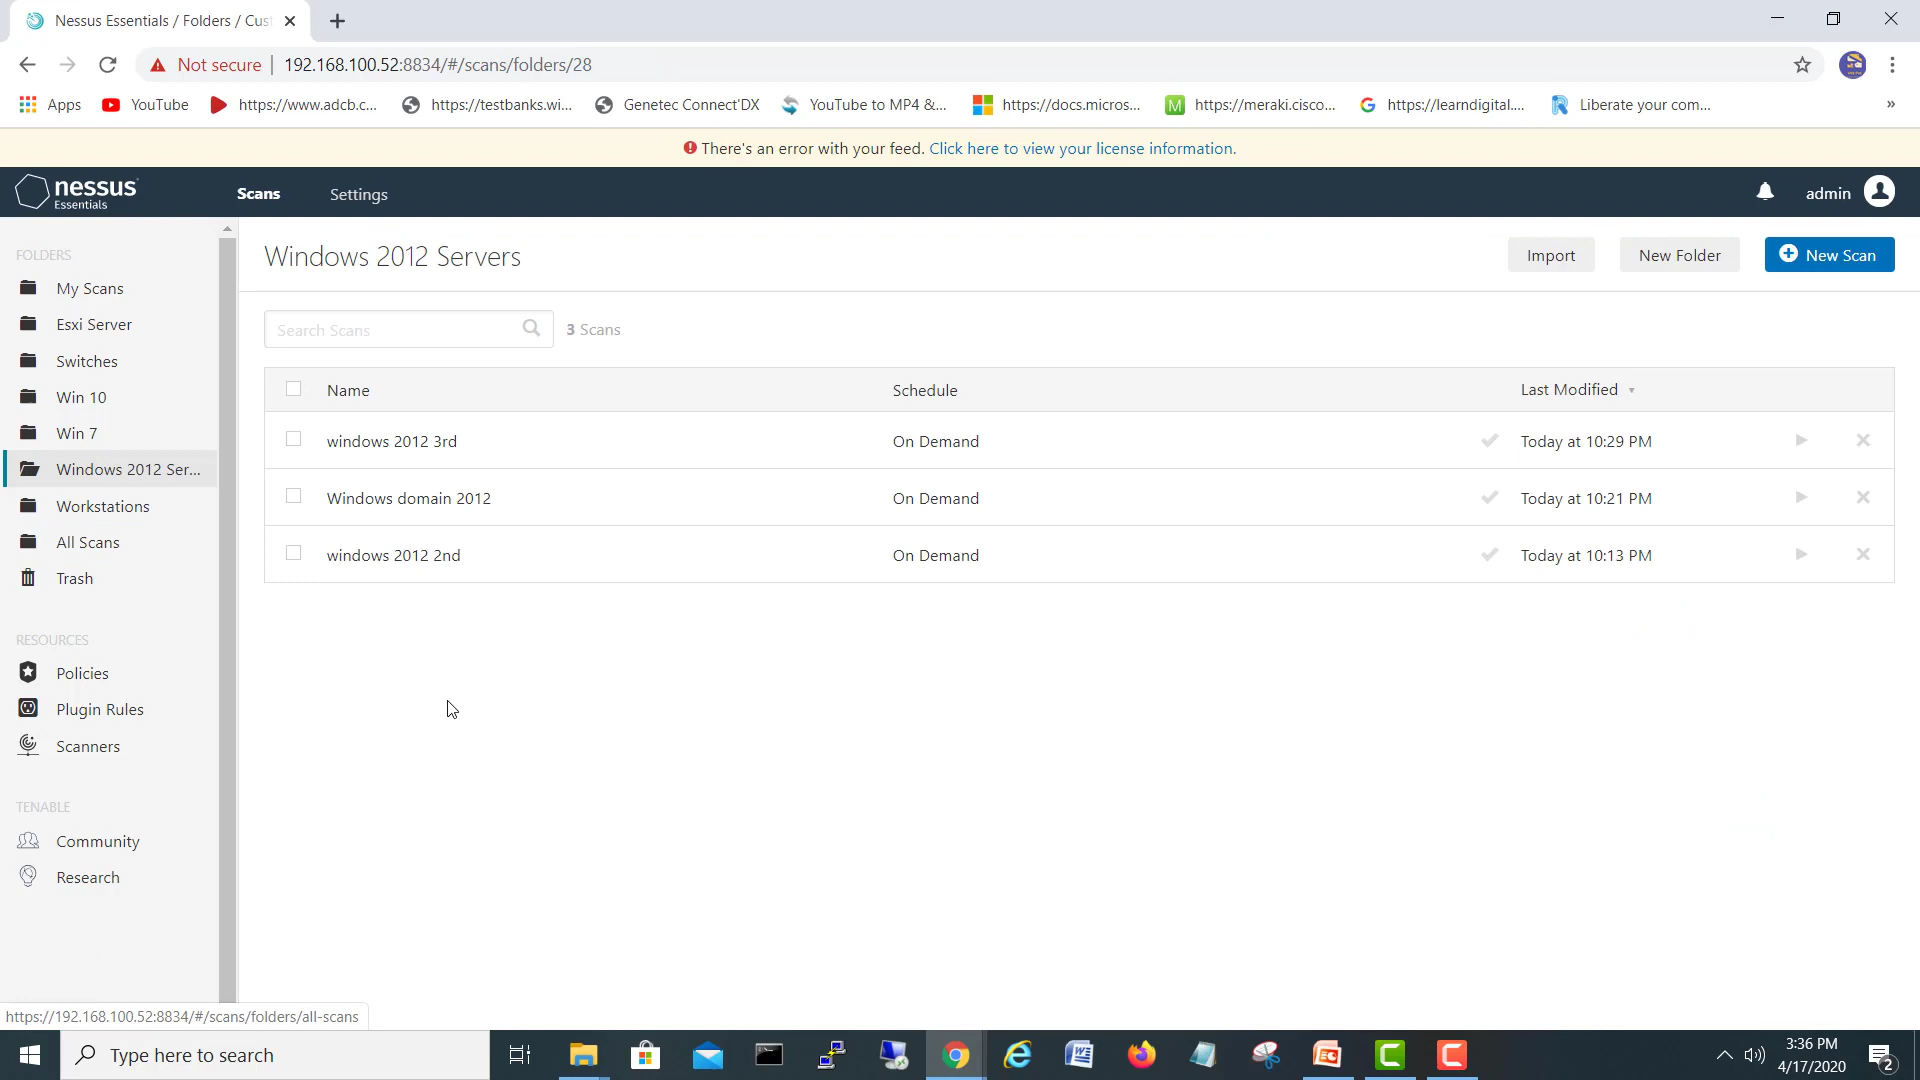 Nessus Essentials / Folders / Cus
Not secure | 192.168.100.52:8834/#/scans/folders/28
Apps YouTube https://www.adcb.c... https://testbanks.wi... Genetec Connect'DX YouTube to MP4 &... https://docs.micros... https://meraki.cisco... https://learndigital.... Liberate your com... »
There's an error with your feed. Click here to view your license information.
nessus Essentials
Scans Settings admin
FOLDERS
My Scans
Esxi Server
Switches
Win 10
Win 7
Windows 2012 Ser...
Workstations
All Scans
Trash
RESOURCES
Policies
Plugin Rules
Scanners
TENABLE
Community
Research
Windows 2012 Servers Import New Folder New Scan
Search Scans 3 Scans
Name Schedule Last Modified
windows 2012 3rd On Demand Today at 10:29 PM
Windows domain 2012 On Demand Today at 10:21 PM
windows 2012 2nd On Demand Today at 10:13 PM
https://192.168.100.52:8834/#/scans/folders/all-scans
Type here to search
3:36 PM
4/17/2020
2